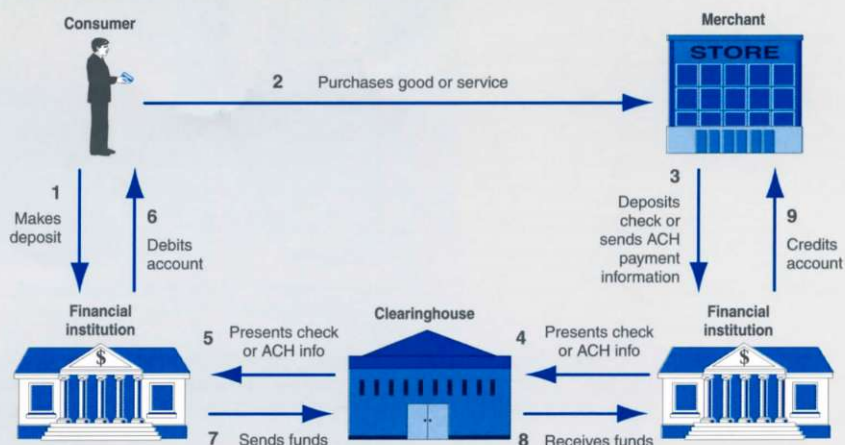 Consumer
Merchant
STORE
2 Purchases good or service
1
Makes
deposit
6
Debits
account
3
Deposits
check or
sends ACH
payment
information
9
Credits
account
Financial
institution
$
Clearinghouse
Financial
institution
$
5 Presents check
or ACH info
4 Presents check
or ACH info
7 Sends funds
8 Receives funds